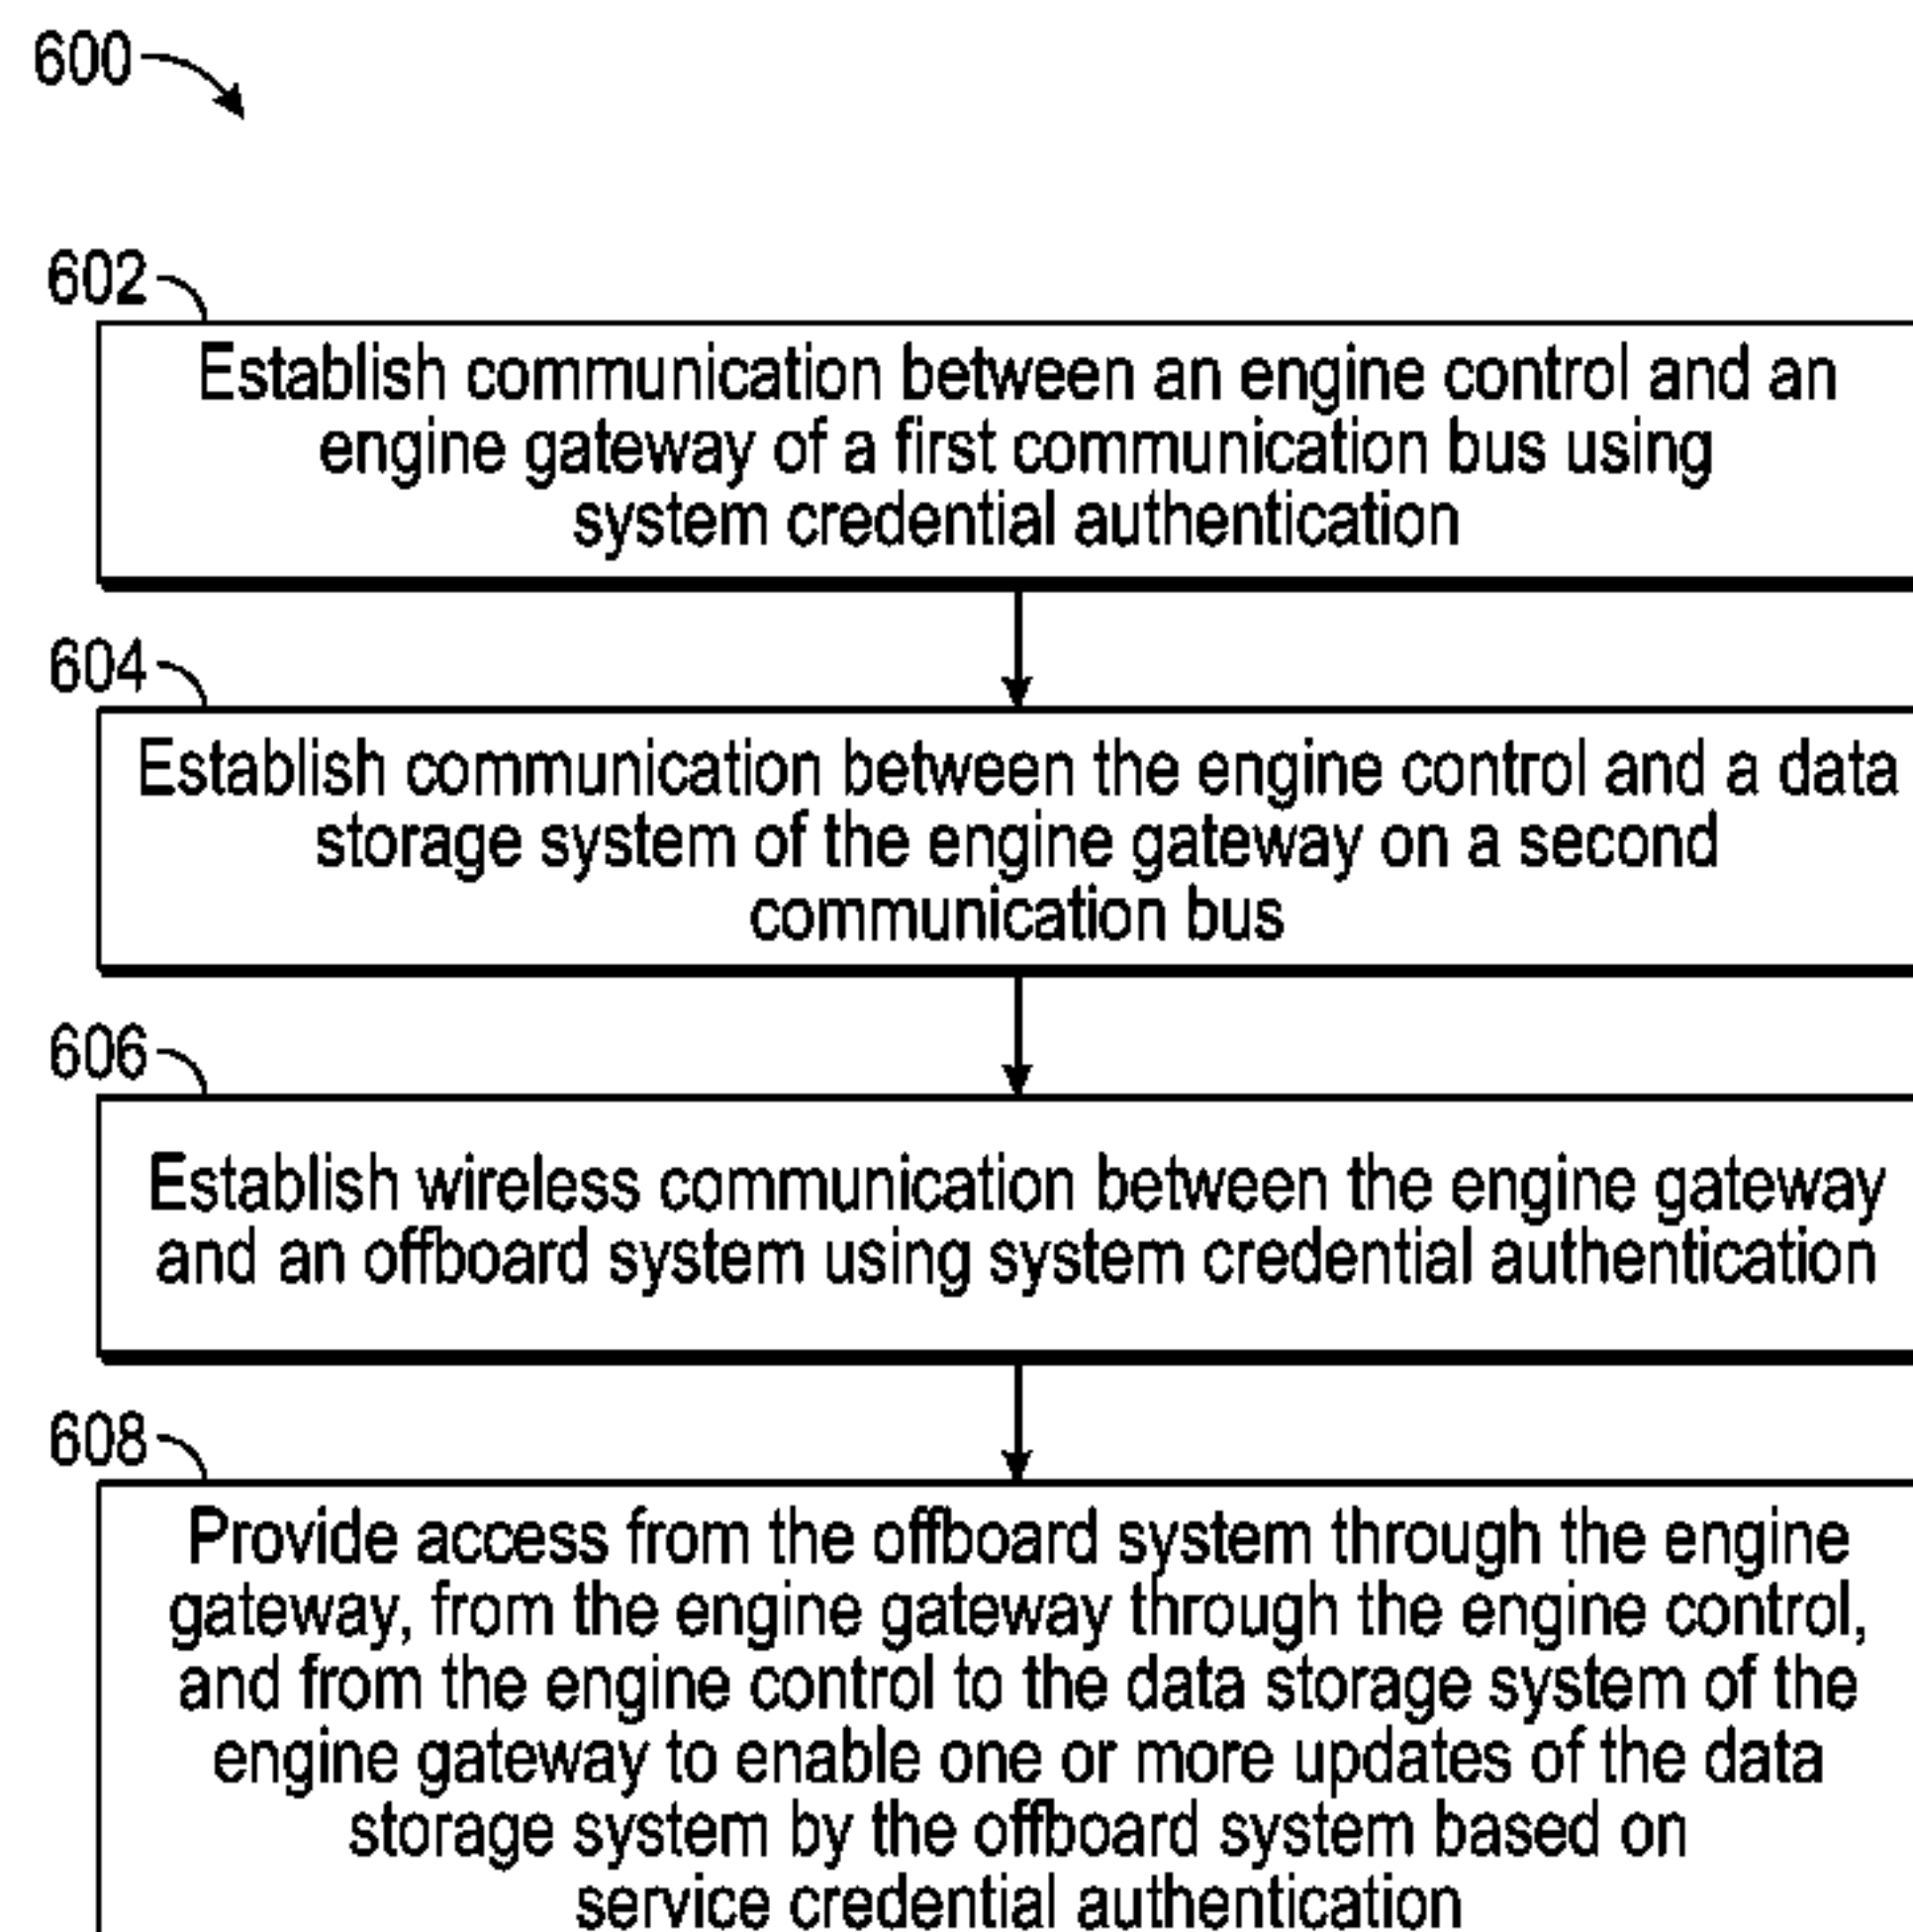 600
602
Establish communication between an engine control and an
engine gateway of a first communication bus using
system credential authentication
604
Establish communication between the engine control and a data
storage system of the engine gateway on a second
communication bus
606
Establish wireless communication between the engine gateway
and an offboard system using system credential authentication
608
Provide access from the offboard system through the engine
gateway, from the engine gateway through the engine control,
and from the engine control to the data storage system of the
engine gateway to enable one or more updates of the data
storage system by the offboard system based on
service credential authentication